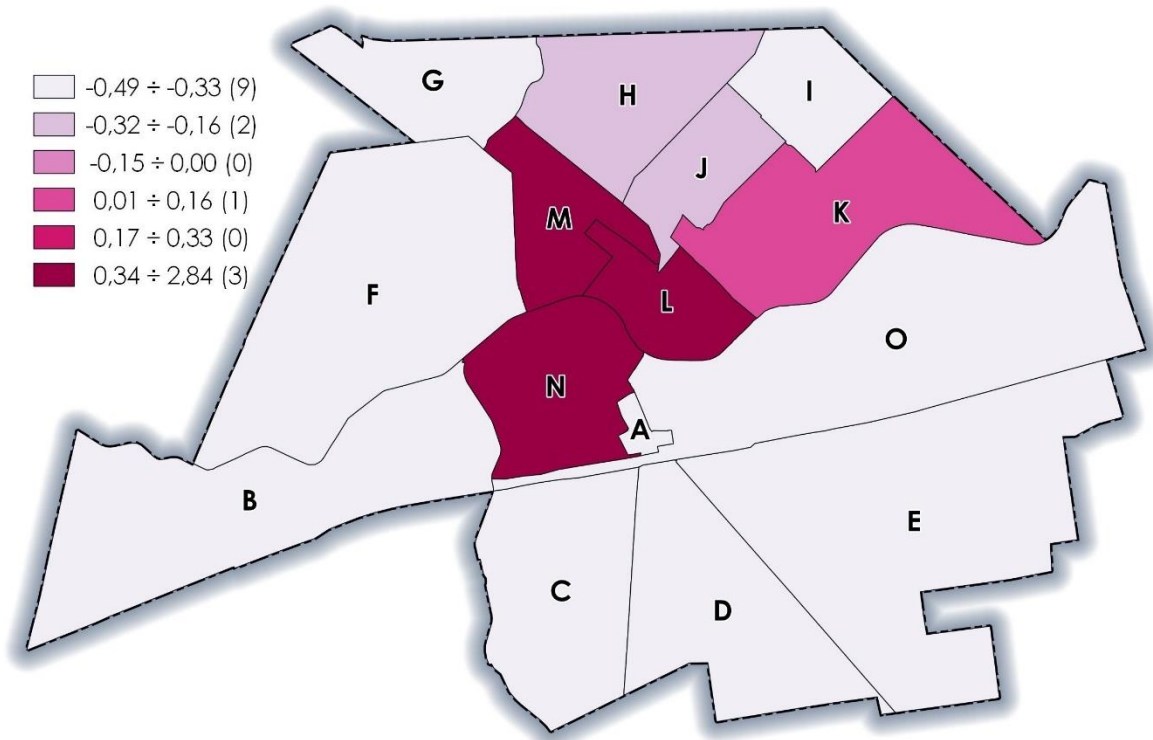 -0,49 ÷ -0,33 (9)
-0,32 ÷ -0,16 (2)
-0,15 ÷ 0,00 (0)
0,01 ÷ 0,16 (1)
0,17 ÷ 0,33 (0)
0,34 ÷ 2,84 (3)
G
H
I
J
M
K
F
L
O
N
A
B
E
C
D